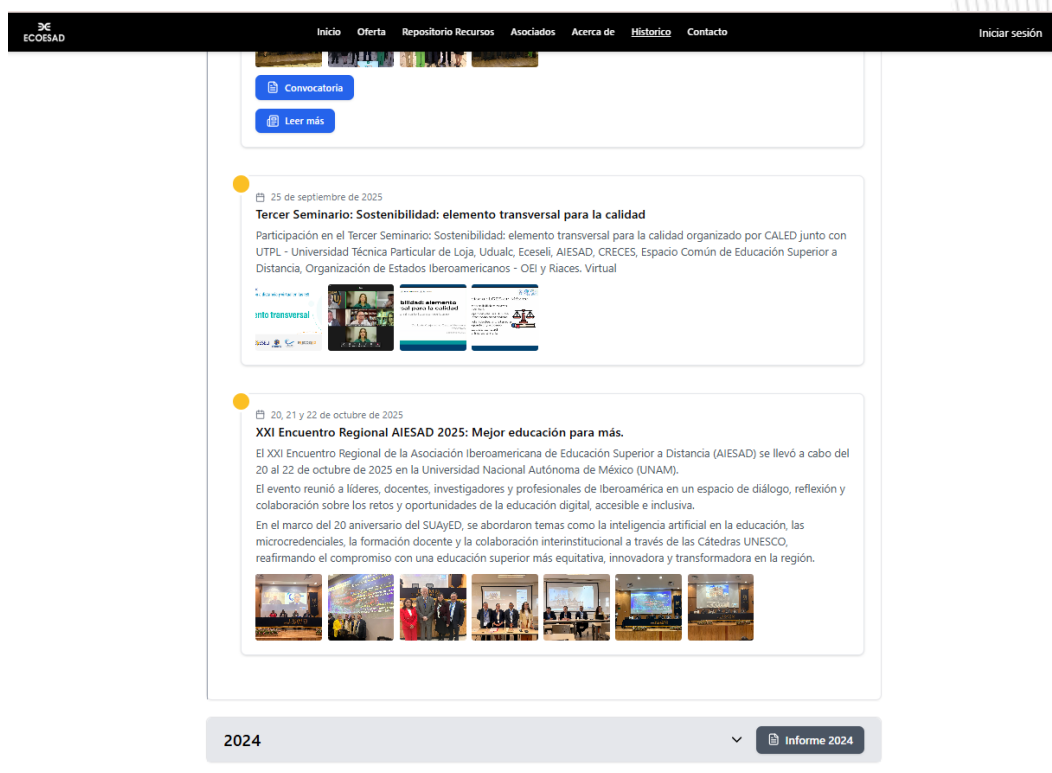 ECOESAD
Inicio Oferta Repositorio Recursos Asociados Acerca de Historico Contacto
Iniciar sesión
Convocatoria
Leer más
25 de septiembre de 2025
Tercer Seminario: Sostenibilidad: elemento transversal para la calidad
Participación en el Tercer Seminario: Sostenibilidad: elemento transversal para la calidad organizado por CALED junto con
UTPL - Universidad Técnica Particular de Loja, Udualc, Eceseli, AIESAD, CRECES, Espacio Común de Educación Superior a
Distancia, Organización de Estados Iberoamericanos - OEI y Riaces. Virtual
nto transversal
bilidad: elemento
sal para la calidad
20, 21 y 22 de octubre de 2025
XXI Encuentro Regional AIESAD 2025: Mejor educación para más.
El XXI Encuentro Regional de la Asociación Iberoamericana de Educación Superior a Distancia (AIESAD) se llevó a cabo del
20 al 22 de octubre de 2025 en la Universidad Nacional Autónoma de México (UNAM).
El evento reunió a líderes, docentes, investigadores y profesionales de Iberoamérica en un espacio de diálogo, reflexión y
colaboración sobre los retos y oportunidades de la educación digital, accesible e inclusiva.
En el marco del 20 aniversario del SUAyED, se abordaron temas como la inteligencia artificial en la educación, las
microcredenciales, la formación docente y la colaboración interinstitucional a través de las Cátedras UNESCO,
reafirmando el compromiso con una educación superior más equitativa, innovadora y transformadora en la región.
2024
Informe 2024